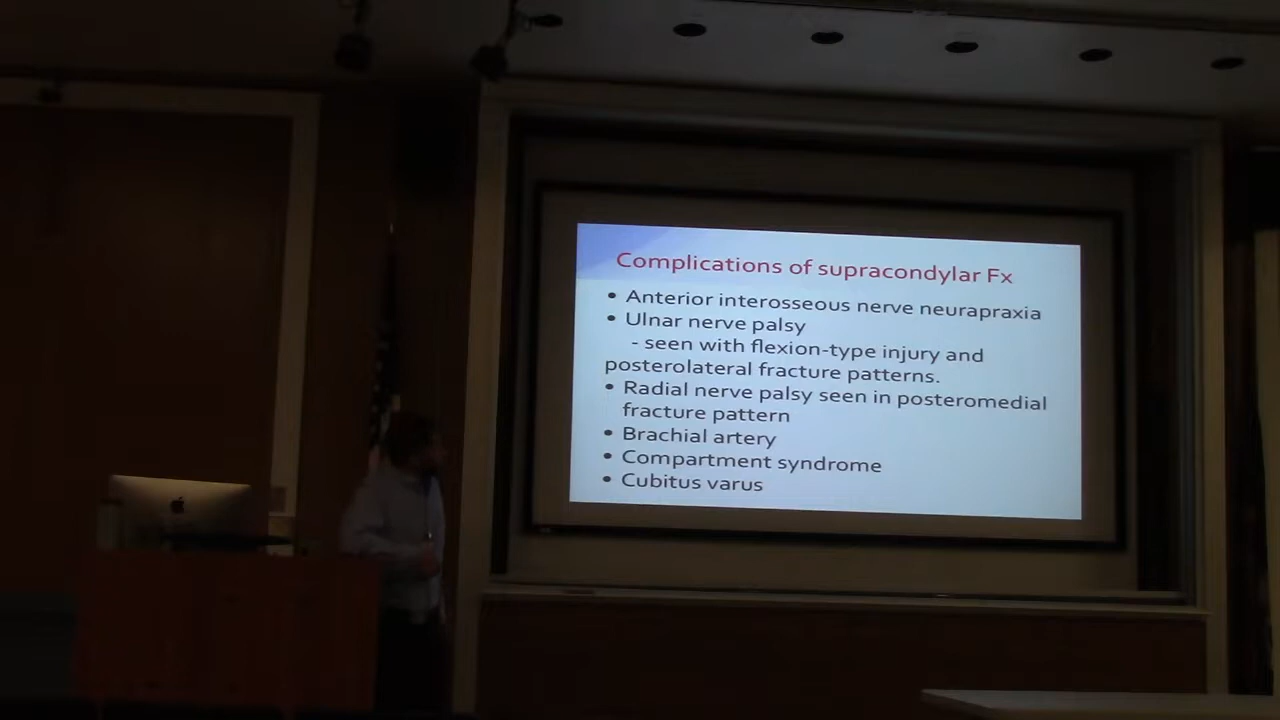 Complications of supracondylar Fx
• Anterior interosseous nerve neurapraxia
• Ulnar nerve palsy
- seen with flexion-type injury and
posterolateral fracture patterns.
• Radial nerve palsy seen in posteromedial
fracture pattern
• Brachial artery
• Compartment syndrome
• Cubitus varus